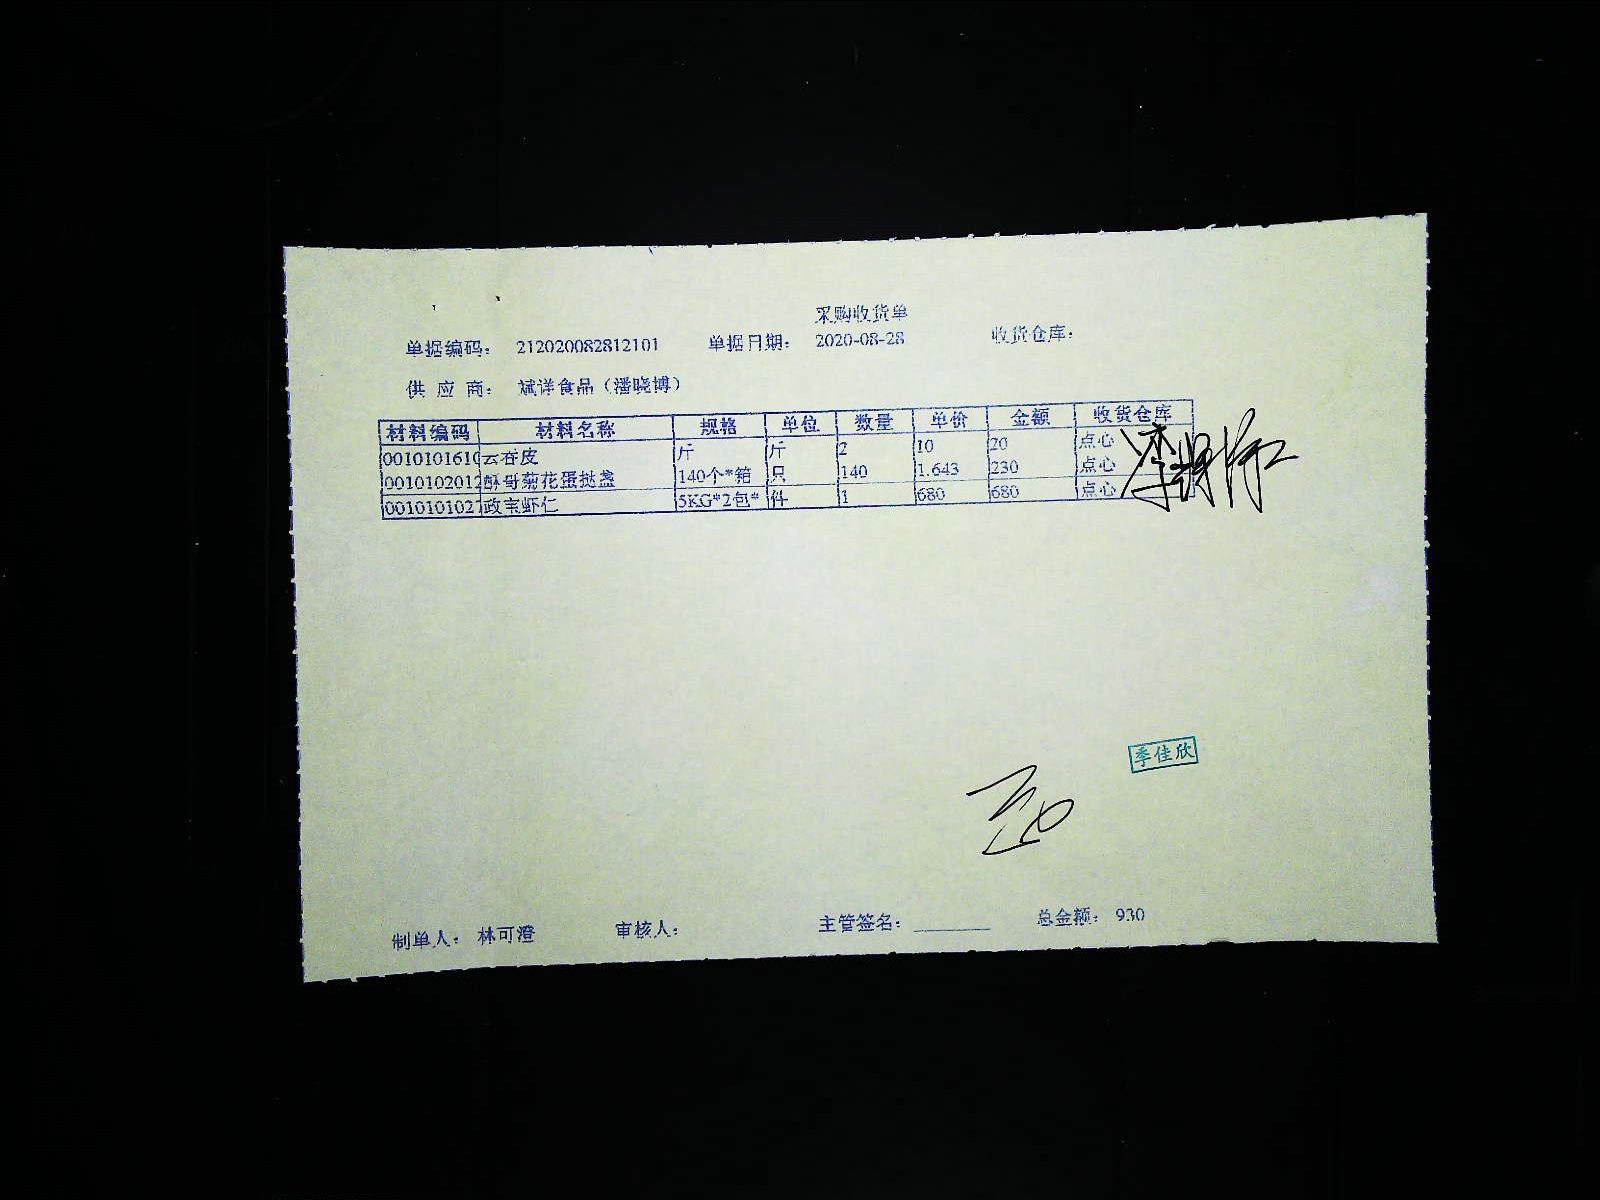 采购收货单
单据编码： 212020082812101 单据日期： 2020-08-28 收货仓库：
供 应 商： 斌详食品（潘晓博）
材料编码 材料名称 规格 单位 数量 单价 金额 收货仓库
0010101610 云吞皮 斤 斤 2 10 20 点心
0010102012 酥哥菊花蛋挞盏 140个*箱 只 140 1.643 230 点心
0010101027 政宝虾仁 5KG*2包* 件 1 680 680 点心
季佳欣
制单人： 林可澄 审核人： 主管签名： 总金额： 930